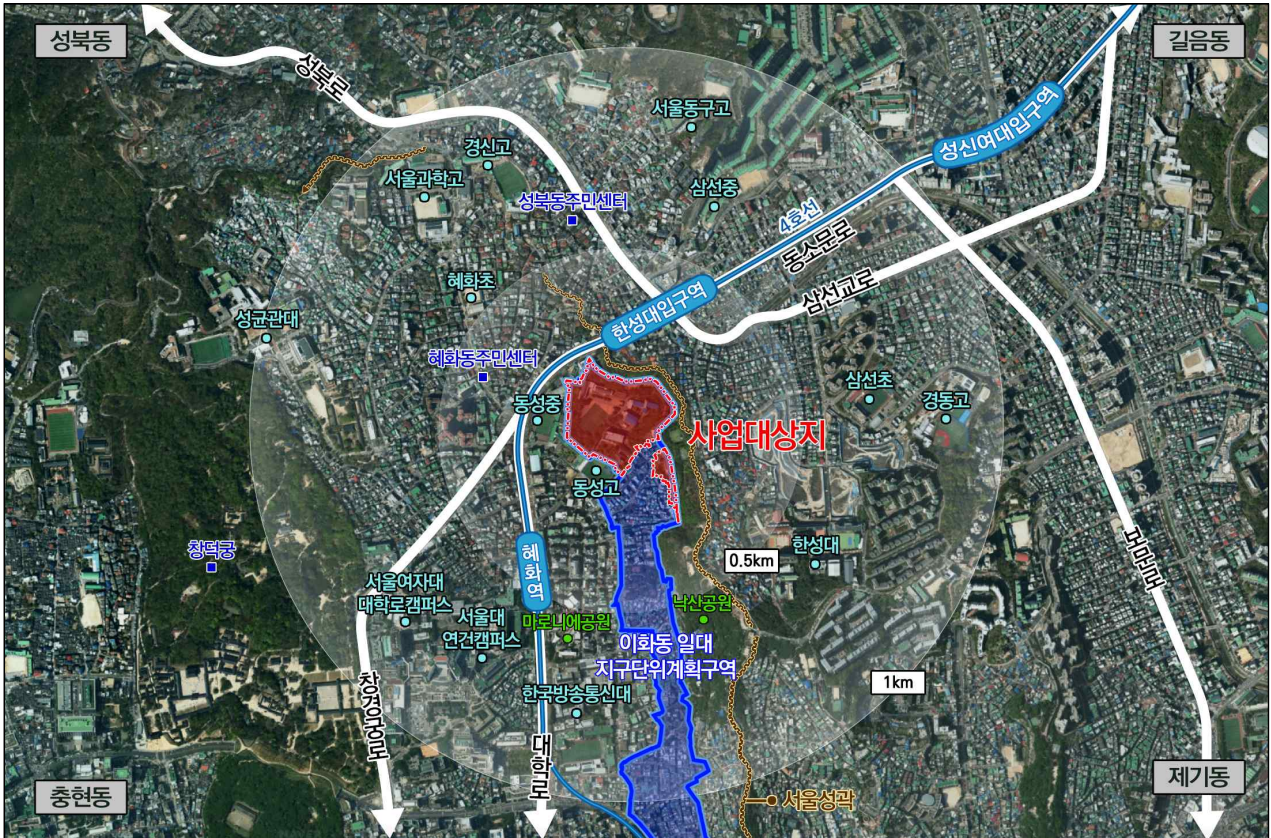 성북동
길음동
성북로
서울동구고
성신여대입구역
경신고
서울과학고
삼선중
성북동주민센터
4호선
동소문로
혜화초
삼선교로
한성대입구역
성균관대
혜화동주민센터
삼선초
경동고
동성중
사업대상지
동성고
창덕궁
혜화역
0.5km
한성대
서울여자대
대학로캠퍼스
서울대
연건캠퍼스
마로니에공원
낙산공원
이화동 일대
지구단위계획구역
1km
한국방송통신대
창경궁로
대학로
충현동
서울성곽
제기동